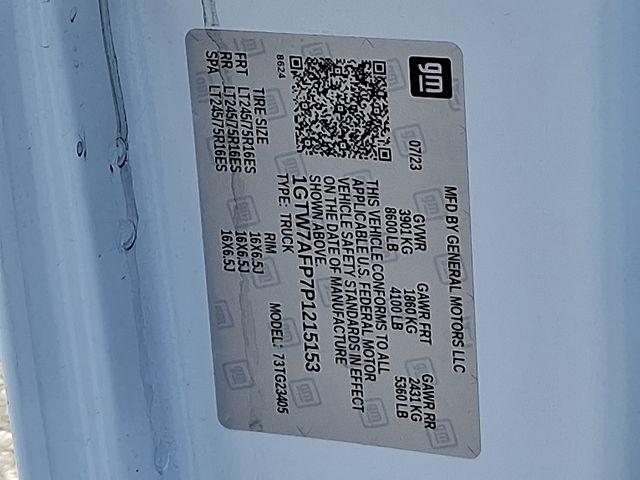 gm
MFD BY GENERAL MOTORS LLC
07/23
GVWR GAWR FRT GAWR RR
3901 KG 1860 KG 2431 KG
8600 LB 4100 LB 5360 LB
THIS VEHICLE CONFORMS TO ALL
APPLICABLE U.S. FEDERAL MOTOR
VEHICLE SAFETY STANDARDS IN EFFECT
ON THE DATE OF MANUFACTURE
SHOWN ABOVE.
1GTW7AFP7P1215153
TYPE: TRUCK MODEL: 73TG23405
8624
TIRE SIZE RIM
FRT LT245/75R16ES 16X6.5J
RR LT245/75R16ES 16X6.5J
SPA LT245/75R16ES 16X6.5J